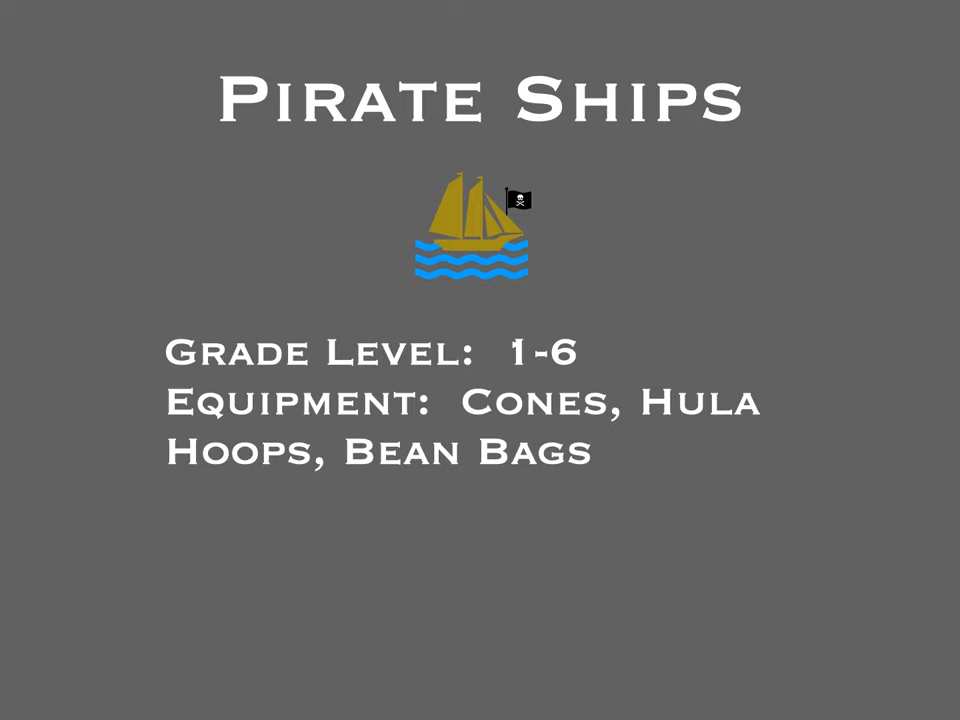 Pirate Ships
Grade Level:  1-6
Equipment:  Cones, Hula
Hoops, Bean Bags